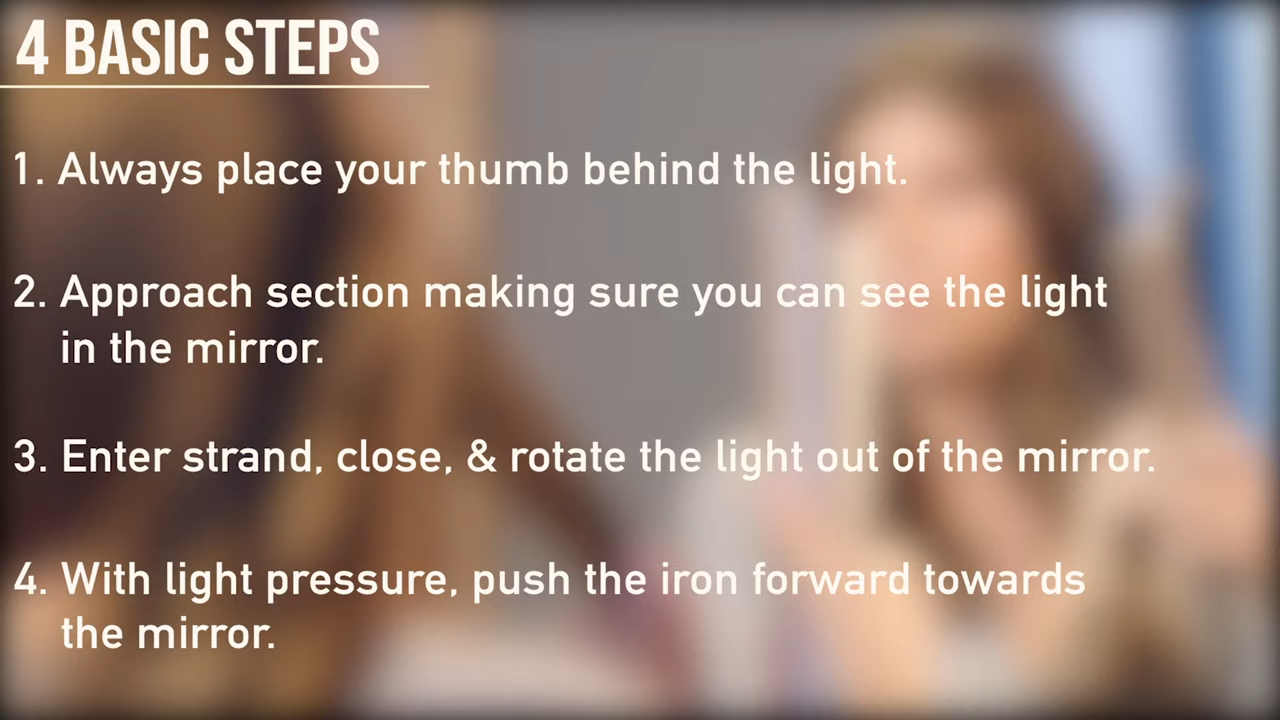 4 BASIC STEPS
1. Always place your thumb behind the light.
2. Approach section making sure you can see the light
in the mirror.
3. Enter strand, close, & rotate the light out of the mirror.
4. With light pressure, push the iron forward towards
the mirror.